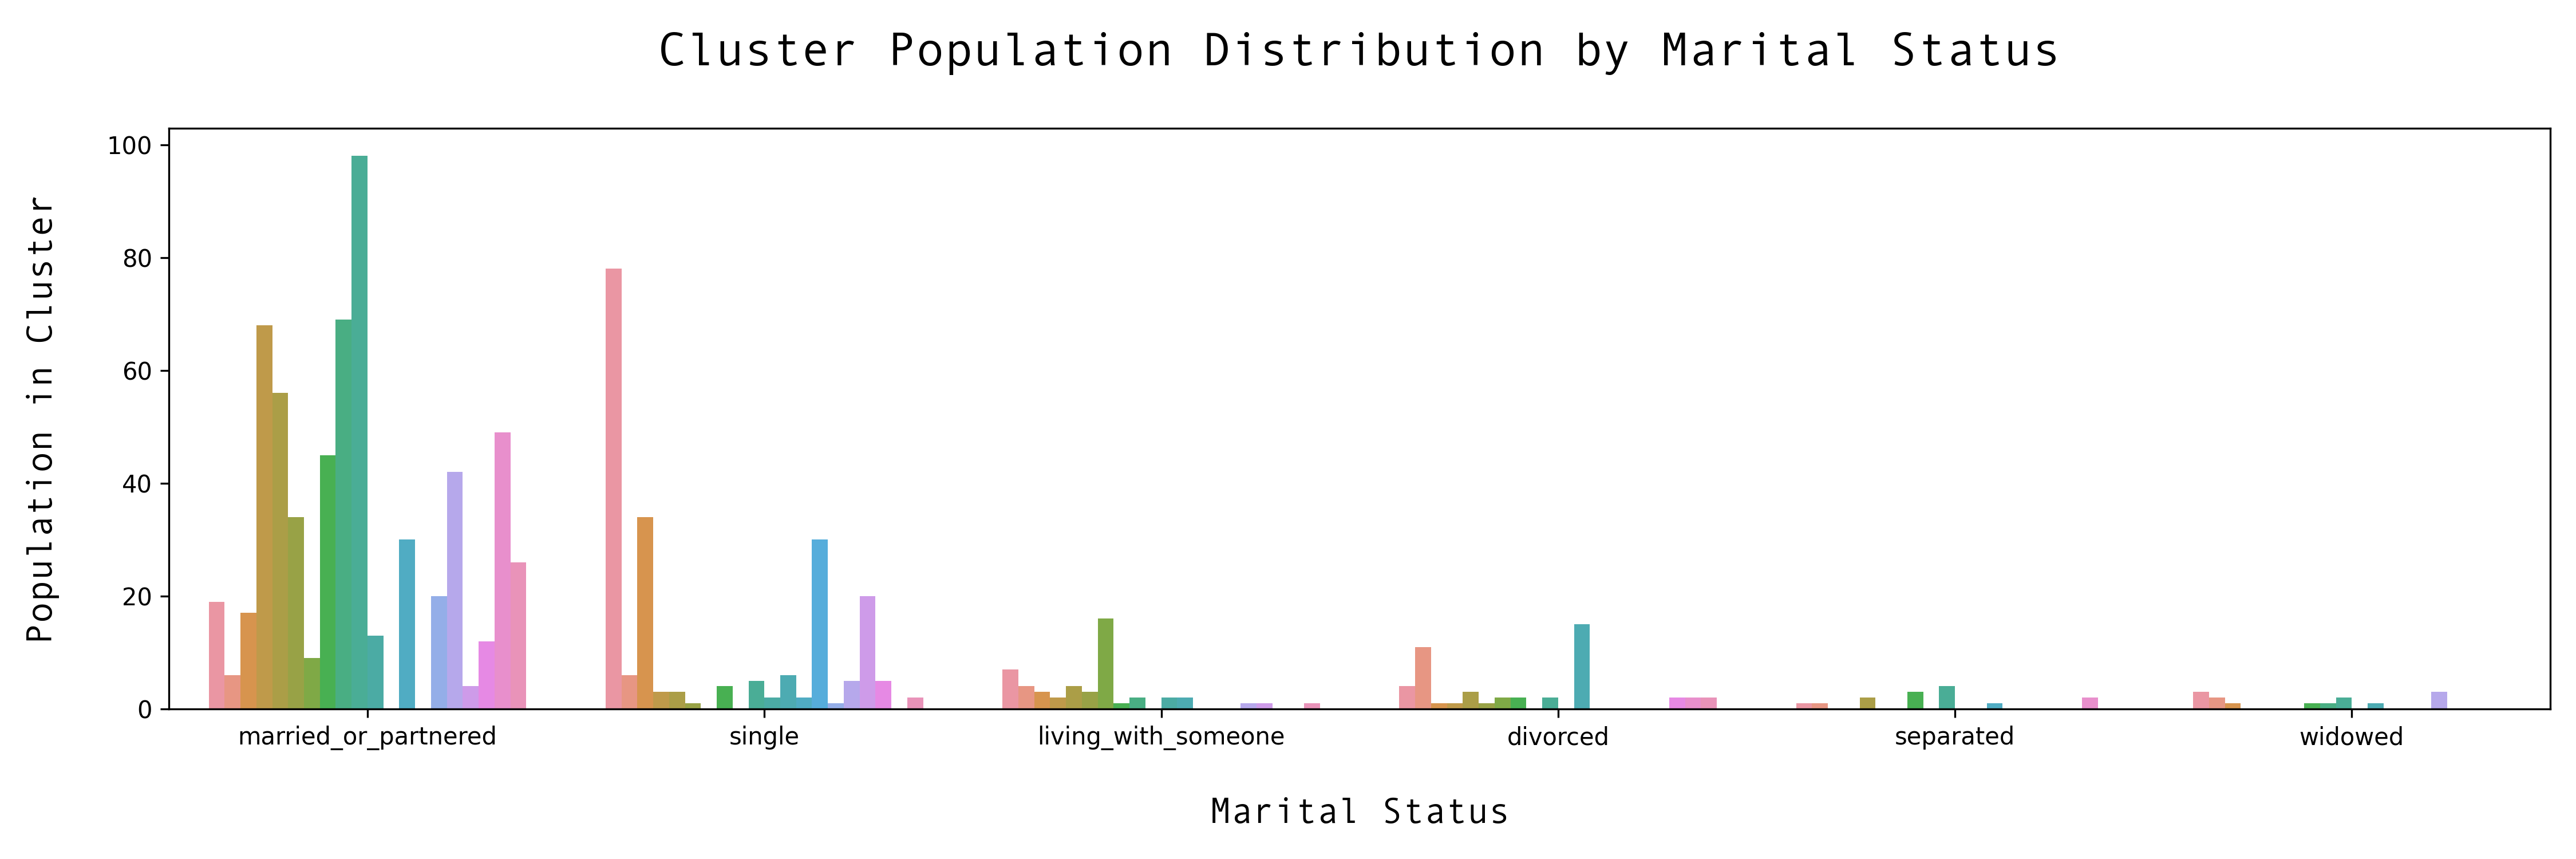 Cluster Population Distribution by Marital Status
Population in Cluster
100
80
60
40
20
0
married_or_partnered
single
living_with_someone
divorced
separated
widowed
Marital Status